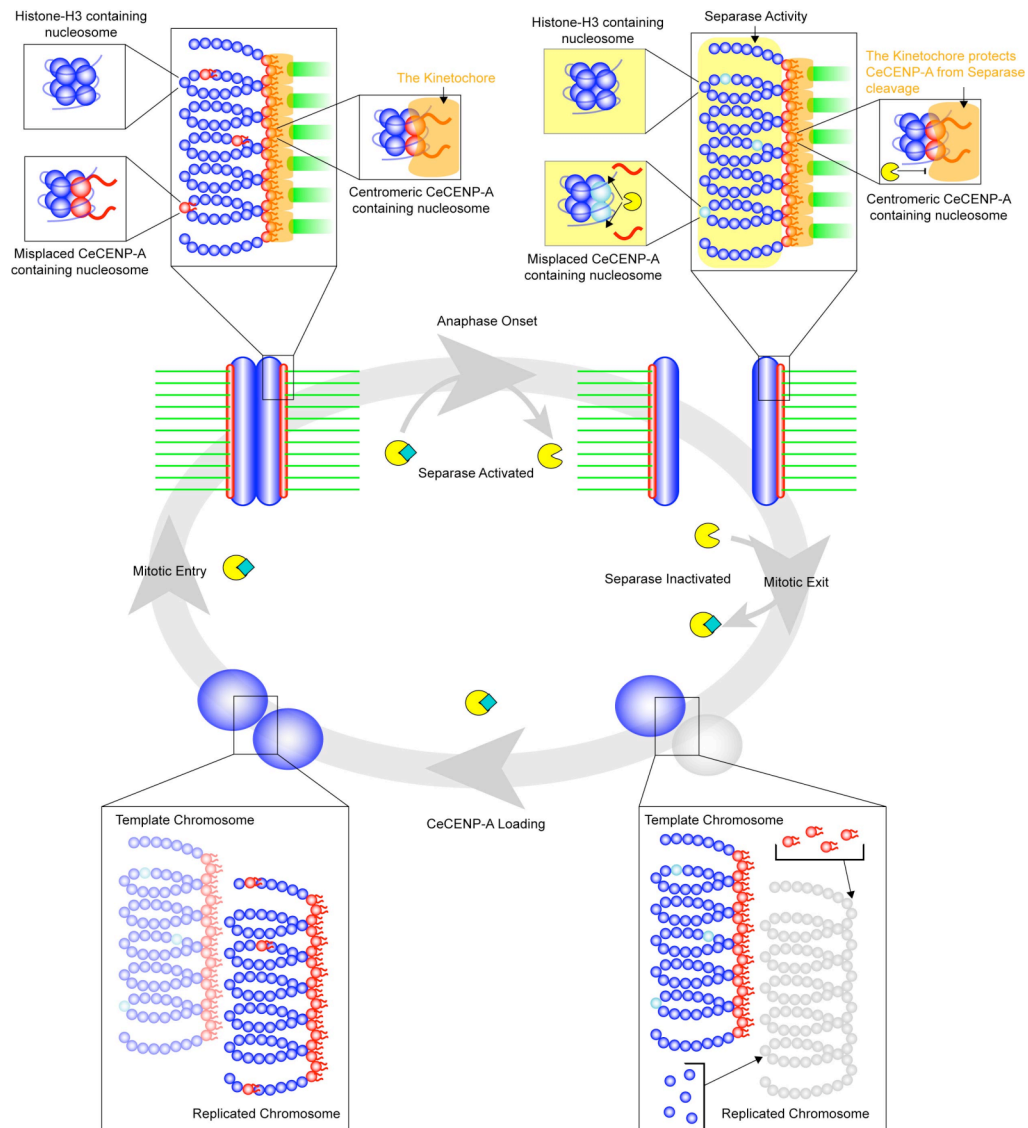 Histone-H3 containing
nucleosome
The Kinetochore
Centromeric CeCENP-A
containing nucleosome
Misplaced CeCENP-A
containing nucleosome
Histone-H3 containing
nucleosome
Separase Activity
The Kinetochore protects
CeCENP-A from Separase
cleavage
Centromeric CeCENP-A
containing nucleosome
Misplaced CeCENP-A
containing nucleosome
Anaphase Onset
Separase Activated
Mitotic Entry
Separase Inactivated
Mitotic Exit
CeCENP-A Loading
Template Chromosome
Replicated Chromosome
Template Chromosome
Replicated Chromosome